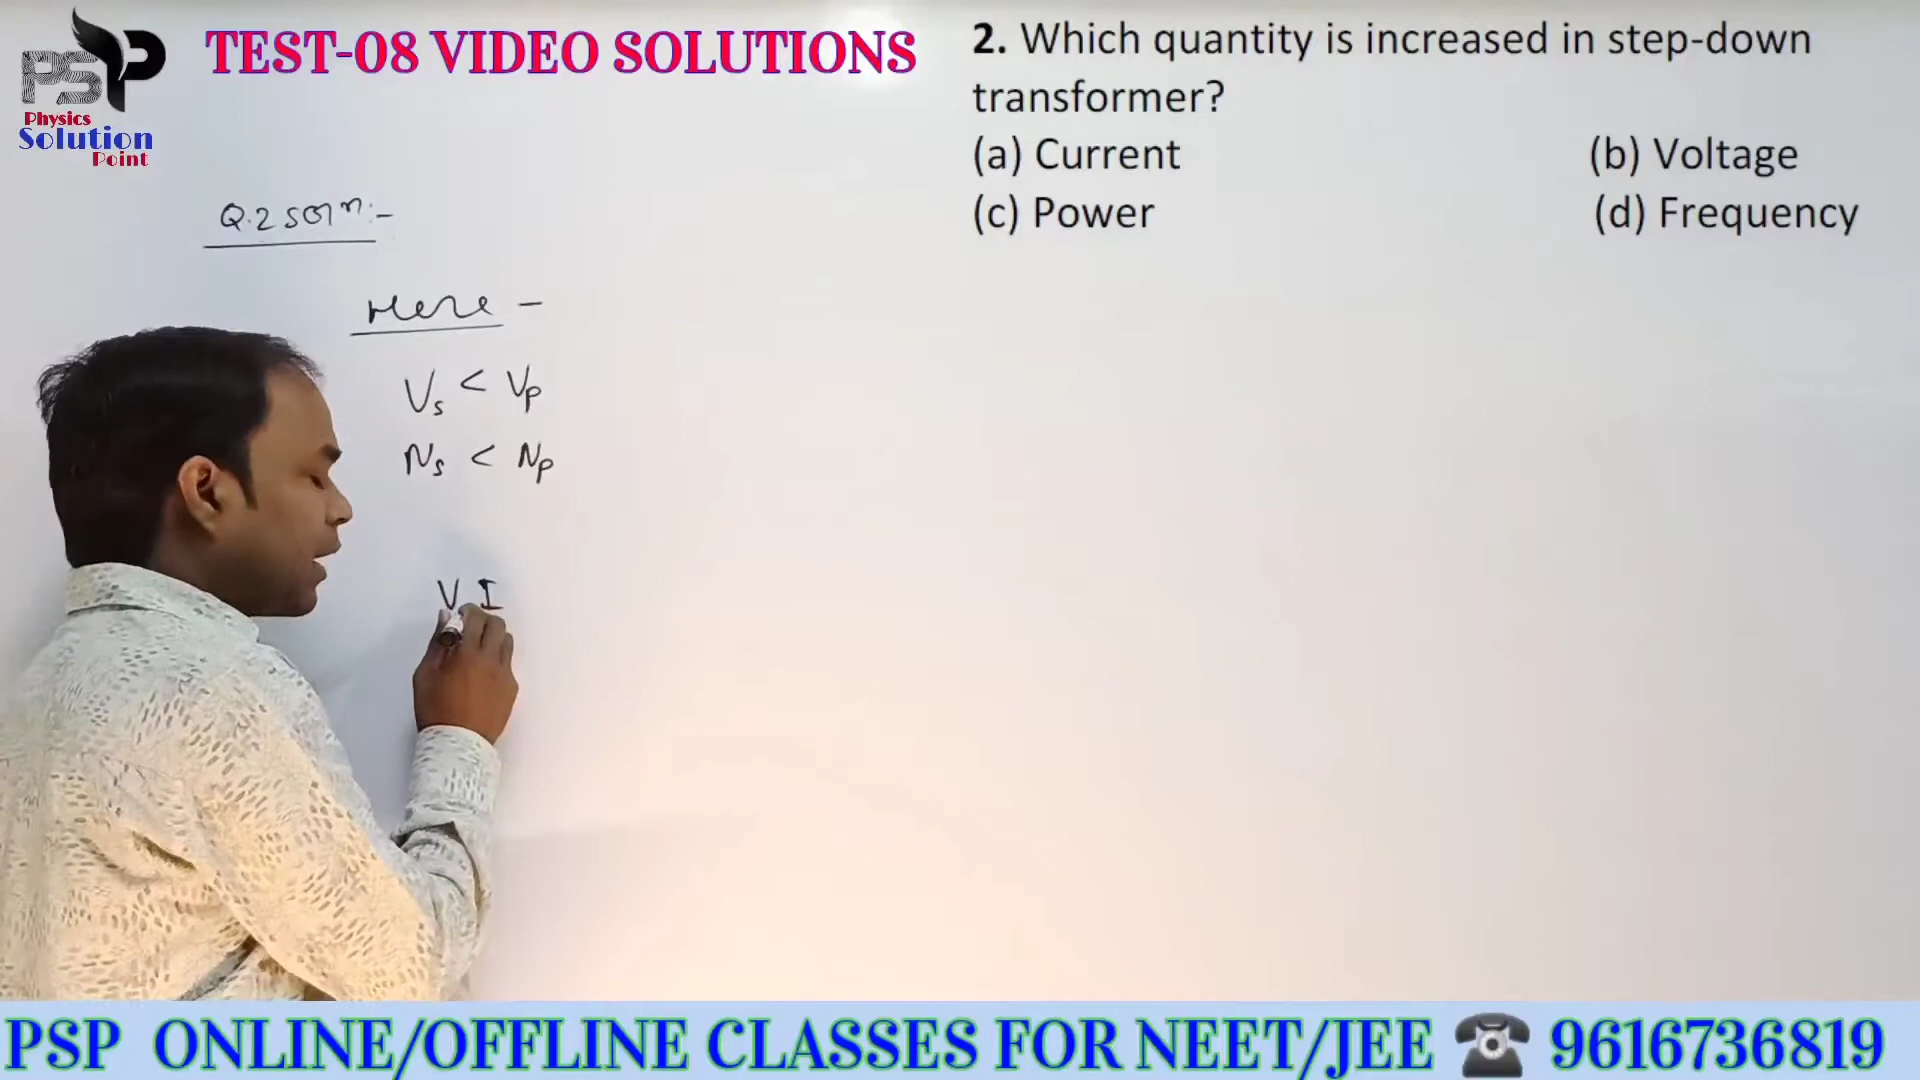 PSP
Physics
Solution
Point
TEST-08 VIDEO SOLUTIONS
2. Which quantity is increased in step-down
transformer?
(a) Current (b) Voltage
(c) Power (d) Frequency
Q.2 solⁿ:-
Here -
Vs < Vp
Ns < Np
V I
PSP ONLINE/OFFLINE CLASSES FOR NEET/JEE ☎ 9616736819